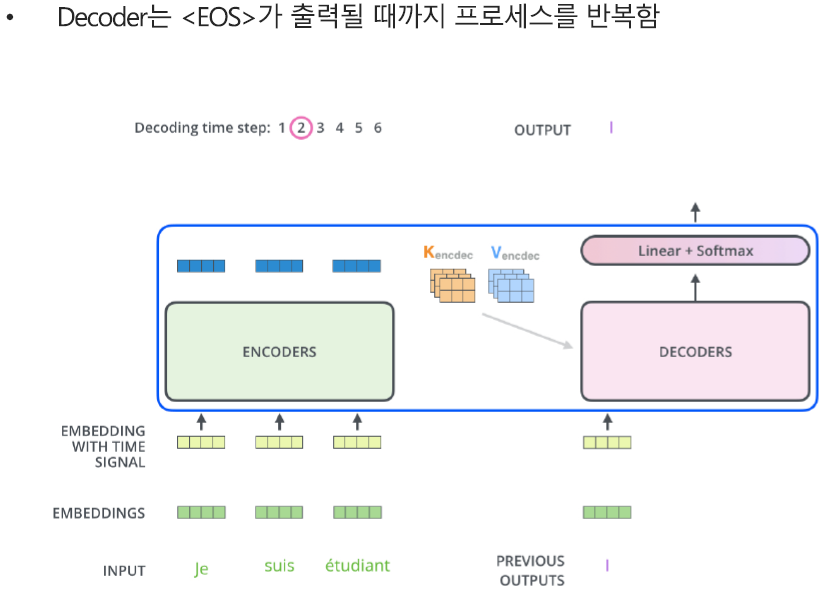 • Decoder는 <EOS>가 출력될 때까지 프로세스를 반복함
Decoding time step: 1 2 3 4 5 6
OUTPUT I
Kencdec Vencdec
Linear + Softmax
ENCODERS
DECODERS
EMBEDDING
WITH TIME
SIGNAL
EMBEDDINGS
INPUT Je suis étudiant
PREVIOUS
OUTPUTS
I